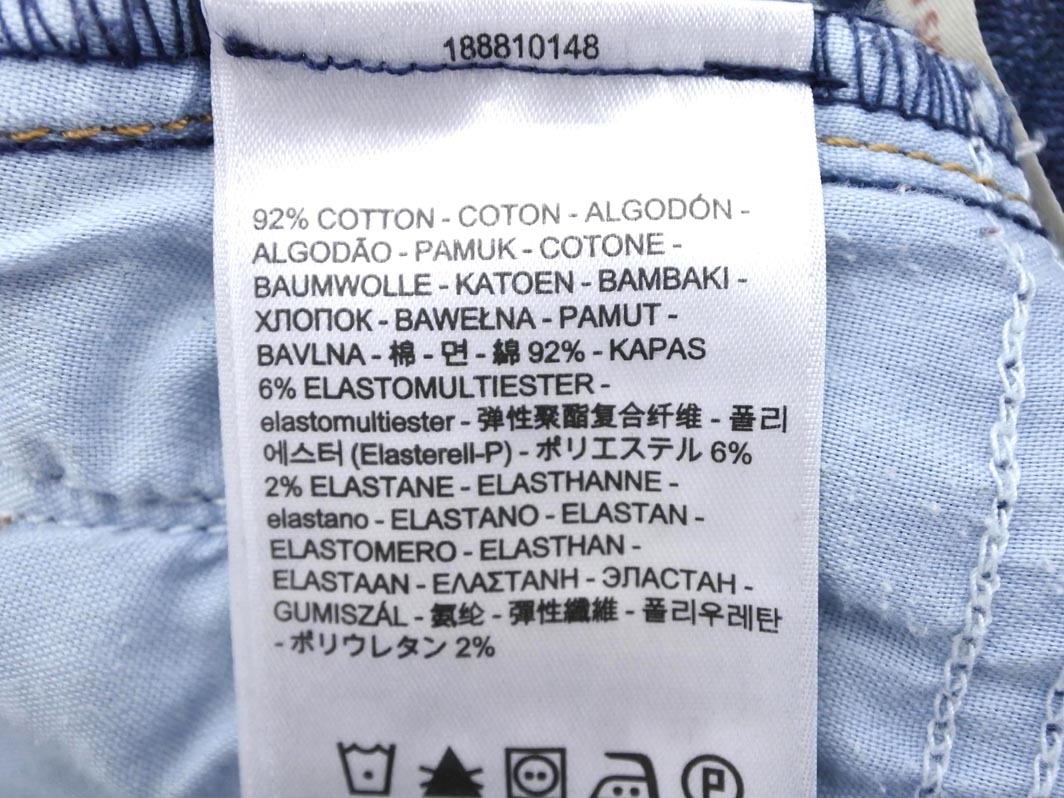 188810148
92% COTTON - COTON - ALGODÓN -
ALGODÃO - PAMUK - COTONE -
BAUMWOLLE - KATOEN - BAMBAKI -
ХЛОПОК - BAWEŁNA - PAMUT -
BAVLNA - 棉 - 면 - 綿 92% - KAPAS
6% ELASTOMULTIESTER -
elastomultiester - 弹性聚酯复合纤维 - 폴리
에스터 (Elasterell-P) - ポリエステル 6%
2% ELASTANE - ELASTHANNE -
elastano - ELASTANO - ELASTAN -
ELASTOMERO - ELASTHAN -
ELASTAAN - ΕΛΑΣΤΑΝΗ - ЭЛАСТАН -
GUMISZÁL - 氨纶 - 彈性纖維 - 폴리우레탄
- ポリウレタン 2%
P